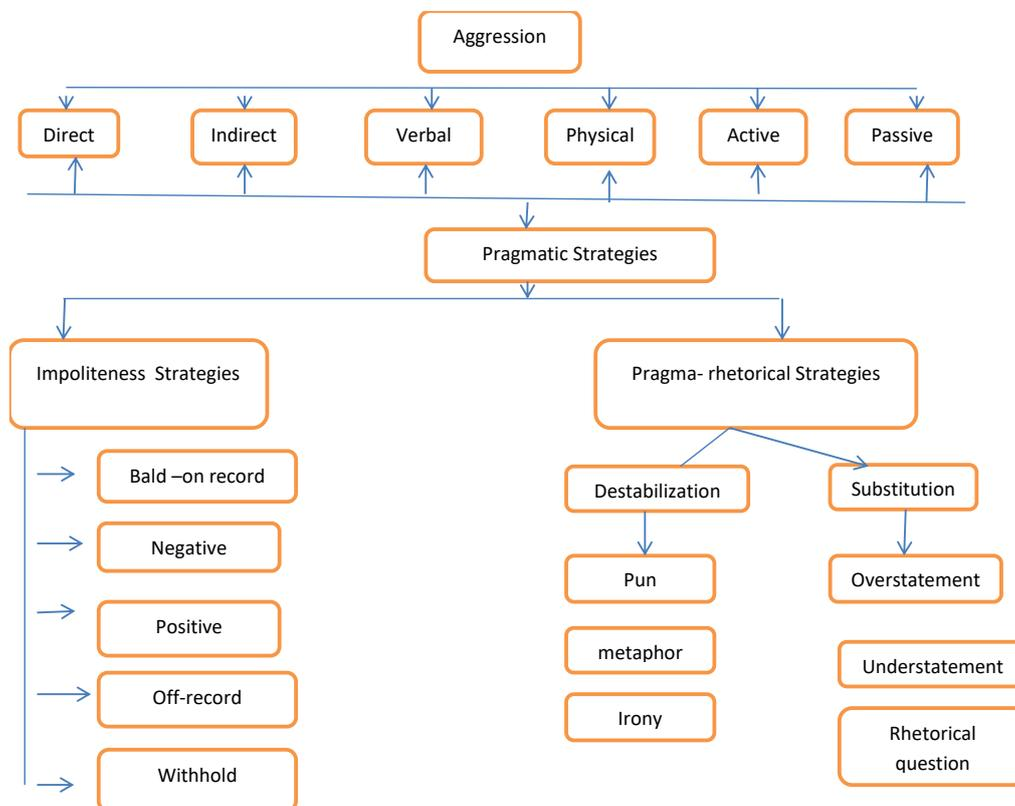 Aggression
Direct
Indirect
Verbal
Physical
Active
Passive
Pragmatic Strategies
Impoliteness Strategies
Pragma- rhetorical Strategies
Bald –on record
Negative
Positive
Off-record
Withhold
Destabilization
Pun
metaphor
Irony
Substitution
Overstatement
Understatement
Rhetorical
question